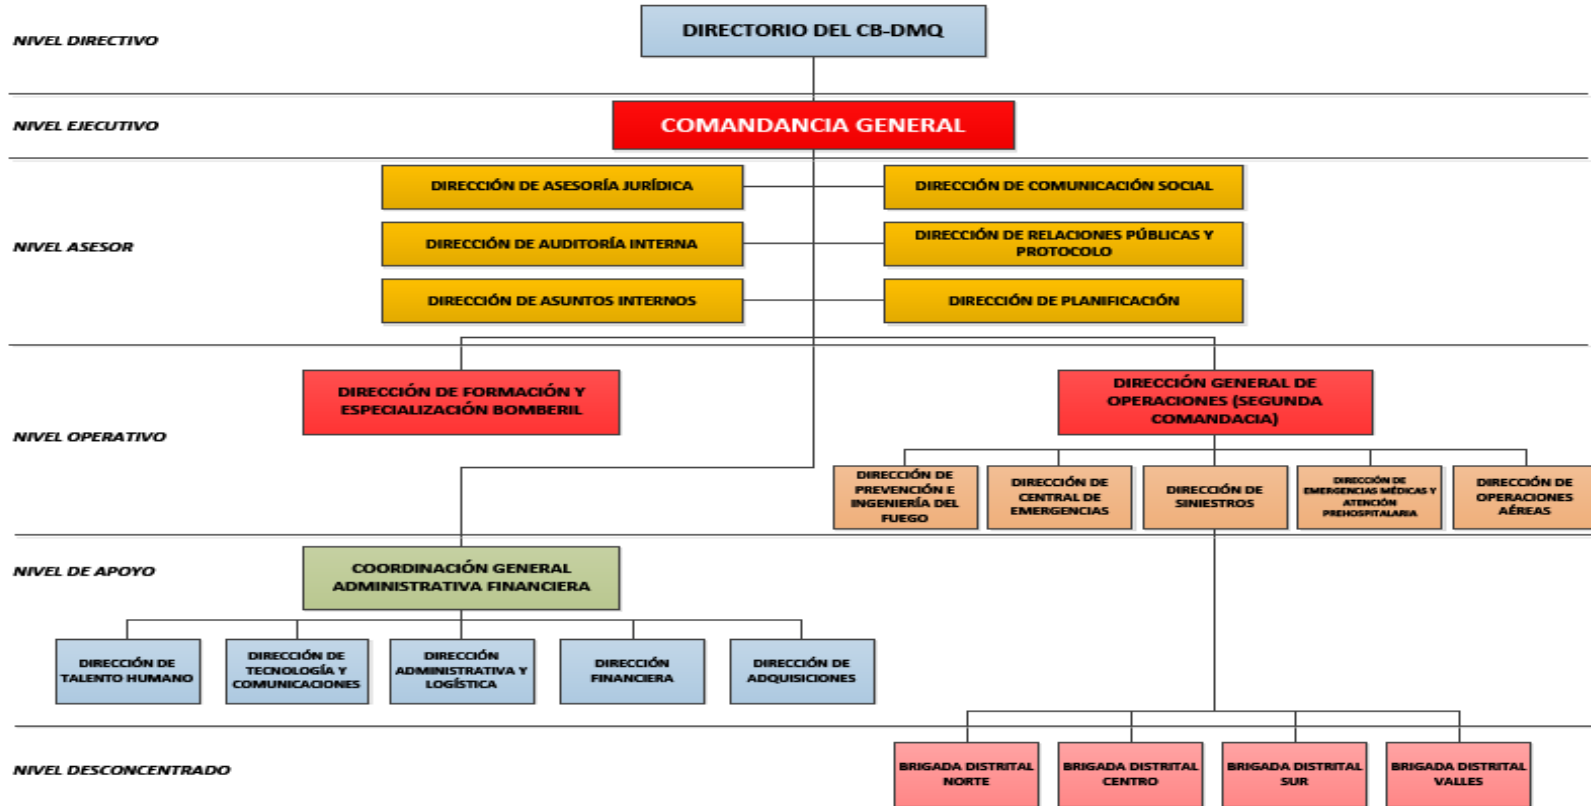 NIVEL DIRECTIVO
DIRECTORIO DEL CB-DMQ
NIVEL EJECUTIVO
COMANDANCIA GENERAL
NIVEL ASESOR
DIRECCIÓN DE ASESORÍA JURÍDICA
DIRECCIÓN DE COMUNICACIÓN SOCIAL
DIRECCIÓN DE AUDITORÍA INTERNA
DIRECCIÓN DE RELACIONES PÚBLICAS Y
PROTOCOLO
DIRECCIÓN DE ASUNTOS INTERNOS
DIRECCIÓN DE PLANIFICACIÓN
NIVEL OPERATIVO
DIRECCIÓN DE FORMACIÓN Y
ESPECIALIZACIÓN BOMBERIL
DIRECCIÓN GENERAL DE
OPERACIONES (SEGUNDA
COMANDACIA)
DIRECCIÓN DE
PREVENCIÓN E
INGENIERÍA DEL
FUEGO
DIRECCIÓN DE
CENTRAL DE
EMERGENCIAS
DIRECCIÓN DE
SINIESTROS
DIRECCIÓN DE
EMERGENCIAS MÉDICAS Y
ATENCIÓN
PREHOSPITALARIA
DIRECCIÓN DE
OPERACIONES
AÉREAS
NIVEL DE APOYO
COORDINACIÓN GENERAL
ADMINISTRATIVA FINANCIERA
DIRECCIÓN DE
TALENTO HUMANO
DIRECCIÓN DE
TECNOLOGÍA Y
COMUNICACIONES
DIRECCIÓN
ADMINISTRATIVA Y
LOGÍSTICA
DIRECCIÓN
FINANCIERA
DIRECCIÓN DE
ADQUISICIONES
NIVEL DESCONCENTRADO
BRIGADA DISTRITAL
NORTE
BRIGADA DISTRITAL
CENTRO
BRIGADA DISTRITAL
SUR
BRIGADA DISTRITAL
VALLES